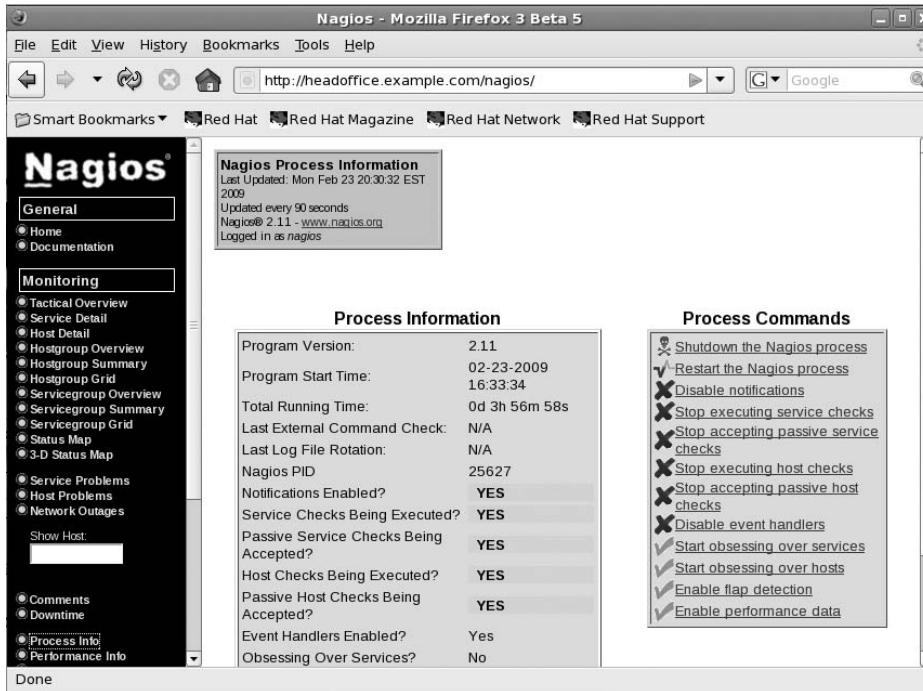 Nagios - Mozilla Firefox 3 Beta 5
File Edit View History Bookmarks Tools Help
http://headoffice.example.com/nagios/
G Google
Smart Bookmarks Red Hat Red Hat Magazine Red Hat Network Red Hat Support
Nagios®
General
Home
Documentation
Monitoring
Tactical Overview
Service Detail
Host Detail
Hostgroup Overview
Hostgroup Summary
Hostgroup Grid
Servicegroup Overview
Servicegroup Summary
Servicegroup Grid
Status Map
3-D Status Map
Service Problems
Host Problems
Network Outages
Show Host:
Comments
Downtime
Process Info
Performance Info
Nagios Process Information
Last Updated: Mon Feb 23 20:30:32 EST
2009
Updated every 90 seconds
Nagios® 2.11 - www.nagios.org
Logged in as nagios
Process Information
Program Version: 2.11
Program Start Time: 02-23-2009
16:33:34
Total Running Time: 0d 3h 56m 58s
Last External Command Check: N/A
Last Log File Rotation: N/A
Nagios PID 25627
Notifications Enabled? YES
Service Checks Being Executed? YES
Passive Service Checks Being
Accepted? YES
Host Checks Being Executed? YES
Passive Host Checks Being
Accepted? YES
Event Handlers Enabled? Yes
Obsessing Over Services? No
Process Commands
Shutdown the Nagios process
Restart the Nagios process
Disable notifications
Stop executing service checks
Stop accepting passive service
checks
Stop executing host checks
Stop accepting passive host
checks
Disable event handlers
Start obsessing over services
Start obsessing over hosts
Enable flap detection
Enable performance data
Done